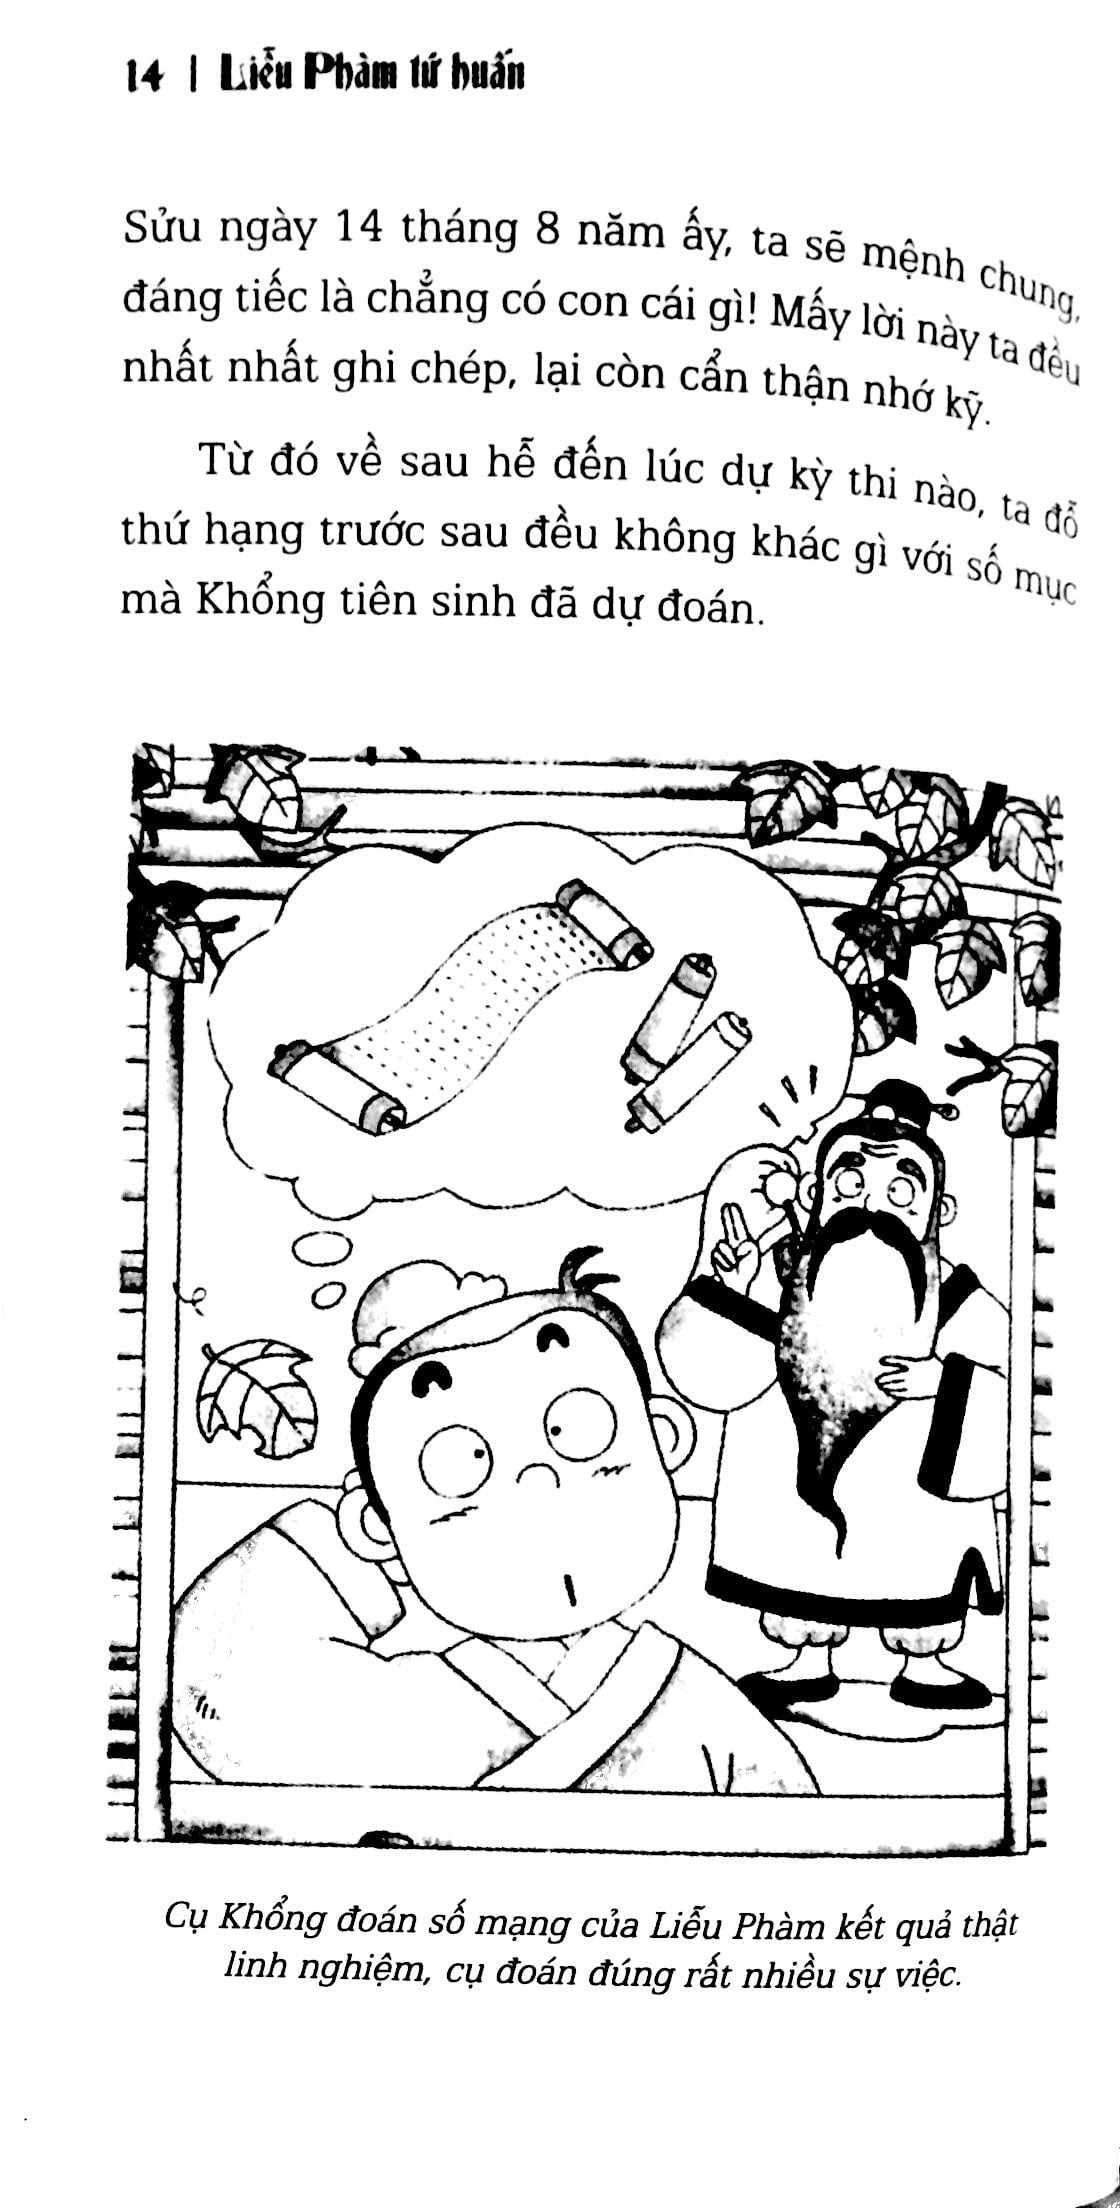 14 | Liễu Phàm tứ huấn
Sửu ngày 14 tháng 8 năm ấy, ta sẽ mệnh chung,
đáng tiếc là chẳng có con cái gì! Mấy lời này ta đều
nhất nhất ghi chép, lại còn cẩn thận nhớ kỹ.
Từ đó về sau hễ đến lúc dự kỳ thi nào, ta đỗ
thứ hạng trước sau đều không khác gì với số mục
mà Khổng tiên sinh đã dự đoán.
Cụ Khổng đoán số mạng của Liễu Phàm kết quả thật
linh nghiệm, cụ đoán đúng rất nhiều sự việc.